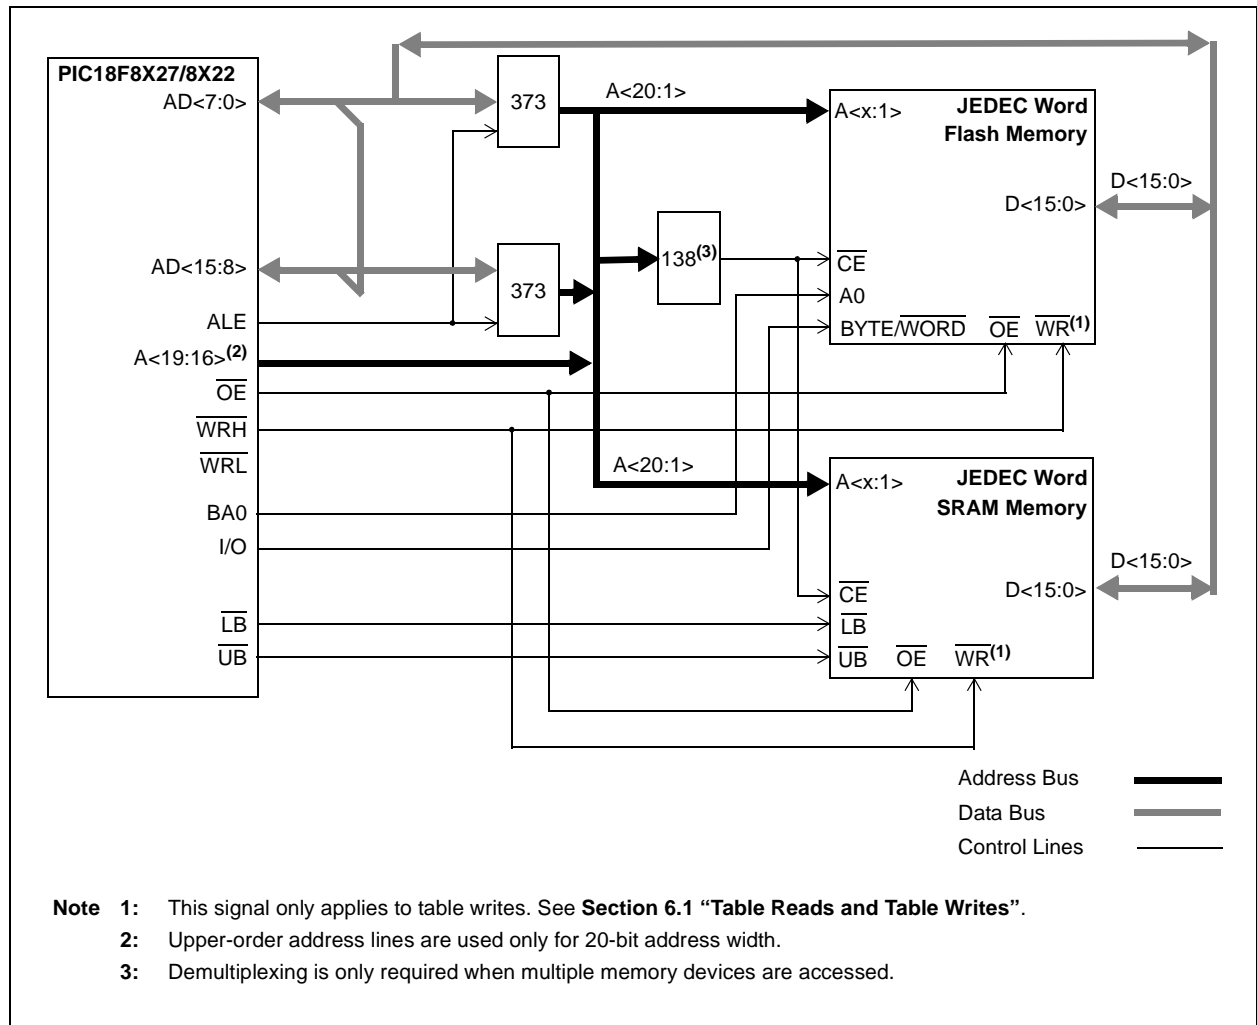 PIC18F8X27/8X22
AD<7:0>
373
A<20:1>
A<x:1>
JEDEC Word
Flash Memory
D<15:0>
D<15:0>
AD<15:8>
373
138(3)
CE
A0
BYTE/WORD
OE
WR(1)
ALE
A<19:16>(2)
OE
WRH
WRL
BA0
I/O
LB
UB
A<20:1>
A<x:1>
JEDEC Word
SRAM Memory
D<15:0>
D<15:0>
CE
LB
UB
OE
WR(1)
Address Bus
Data Bus
Control Lines
Note 1: This signal only applies to table writes. See Section 6.1 “Table Reads and Table Writes”.
2: Upper-order address lines are used only for 20-bit address width.
3: Demultiplexing is only required when multiple memory devices are accessed.